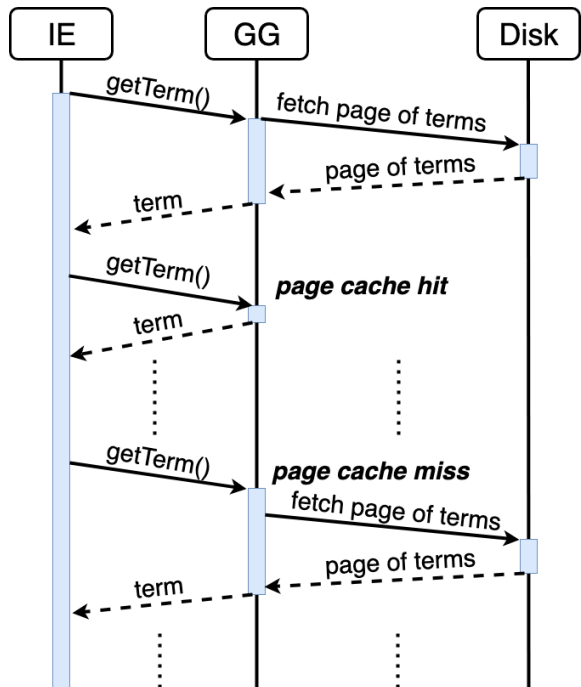 IE
GG
Disk
getTerm()
fetch page of terms
page of terms
term
getTerm()
page cache hit
term
getTerm()
page cache miss
fetch page of terms
page of terms
term